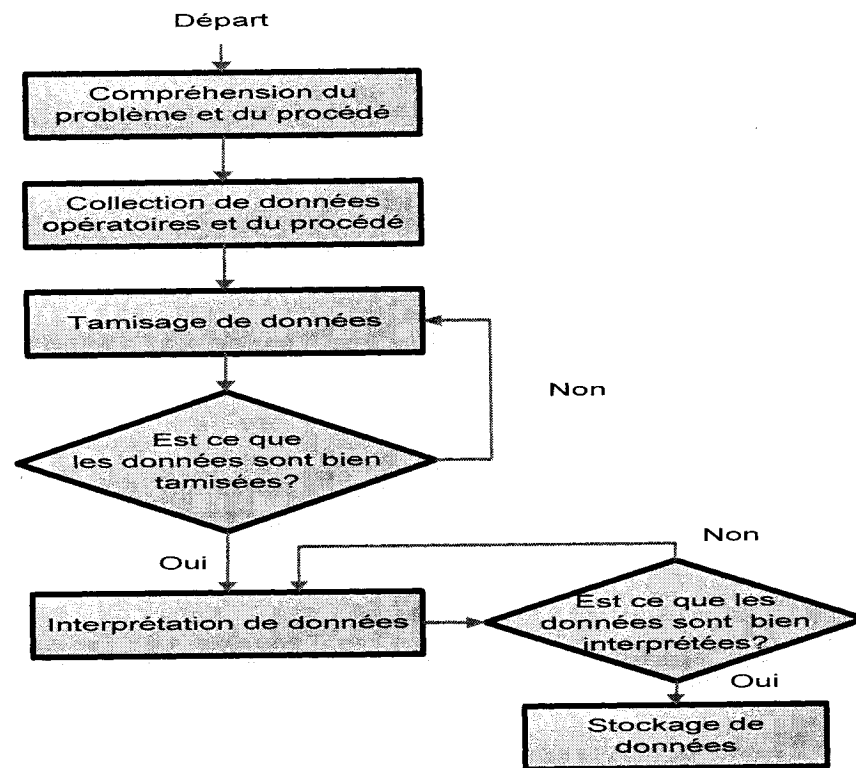 Départ
Compréhension du
problème et du procédé
Collection de données
opératoires et du procédé
Tamisage de données
Non
Est ce que
les données sont bien
tamisées?
Oui
Non
Interprétation de données
Est ce que les
données sont bien
interprétées?
Oui
Stockage de
données